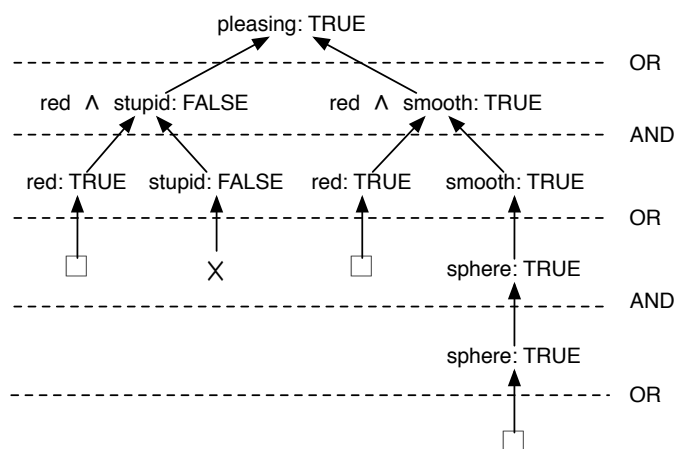 pleasing: TRUE
OR
red ∧ stupid: FALSE red ∧ smooth: TRUE
AND
red: TRUE stupid: FALSE red: TRUE smooth: TRUE
OR
sphere: TRUE
AND
sphere: TRUE
OR